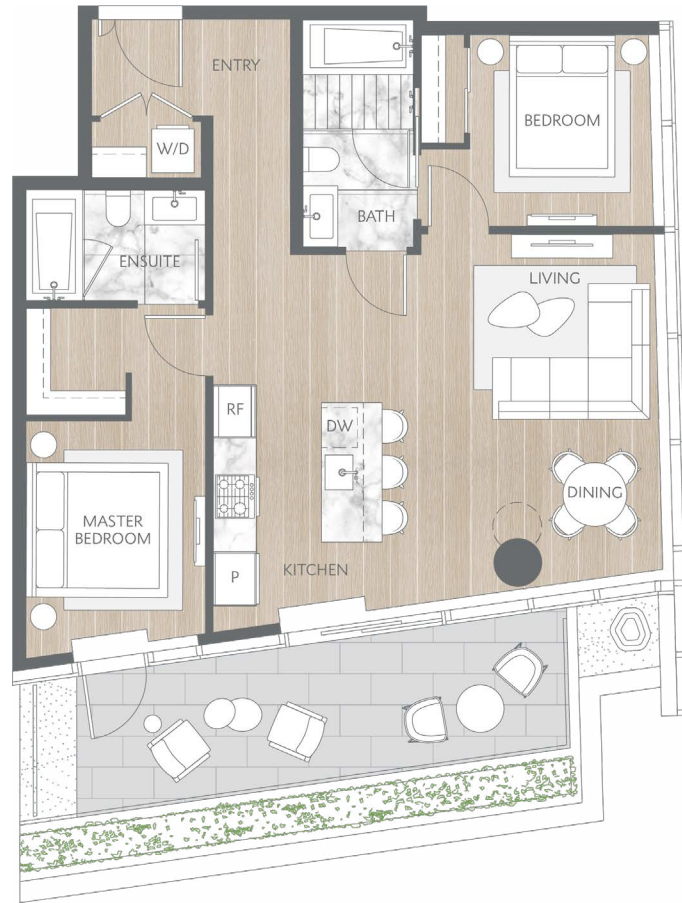 ENTRY
W/D
BEDROOM
BATH
ENSUITE
LIVING
RF
DW
DINING
MASTER
BEDROOM
KITCHEN
P